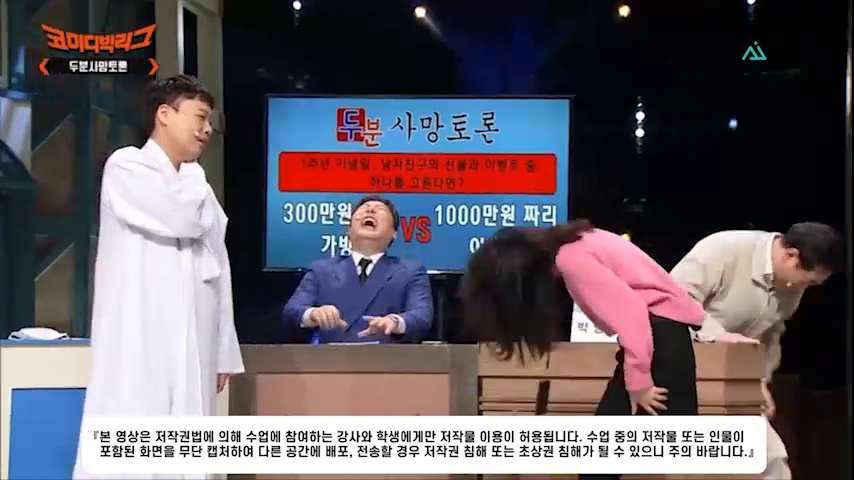 코미디빅리그
두분사망토론
두분 사망토론
1주년 기념일, 남자친구의 선물과 이벤트 중
하나를 고른다면?
300만원
VS
1000만원 짜리
가방
이
박
『본 영상은 저작권법에 의해 수업에 참여하는 강사와 학생에게만 저작물 이용이 허용됩니다. 수업 중의 저작물 또는 인물이
포함된 화면을 무단 캡처하여 다른 공간에 배포, 전송할 경우 저작권 침해 또는 초상권 침해가 될 수 있으니 주의 바랍니다.』